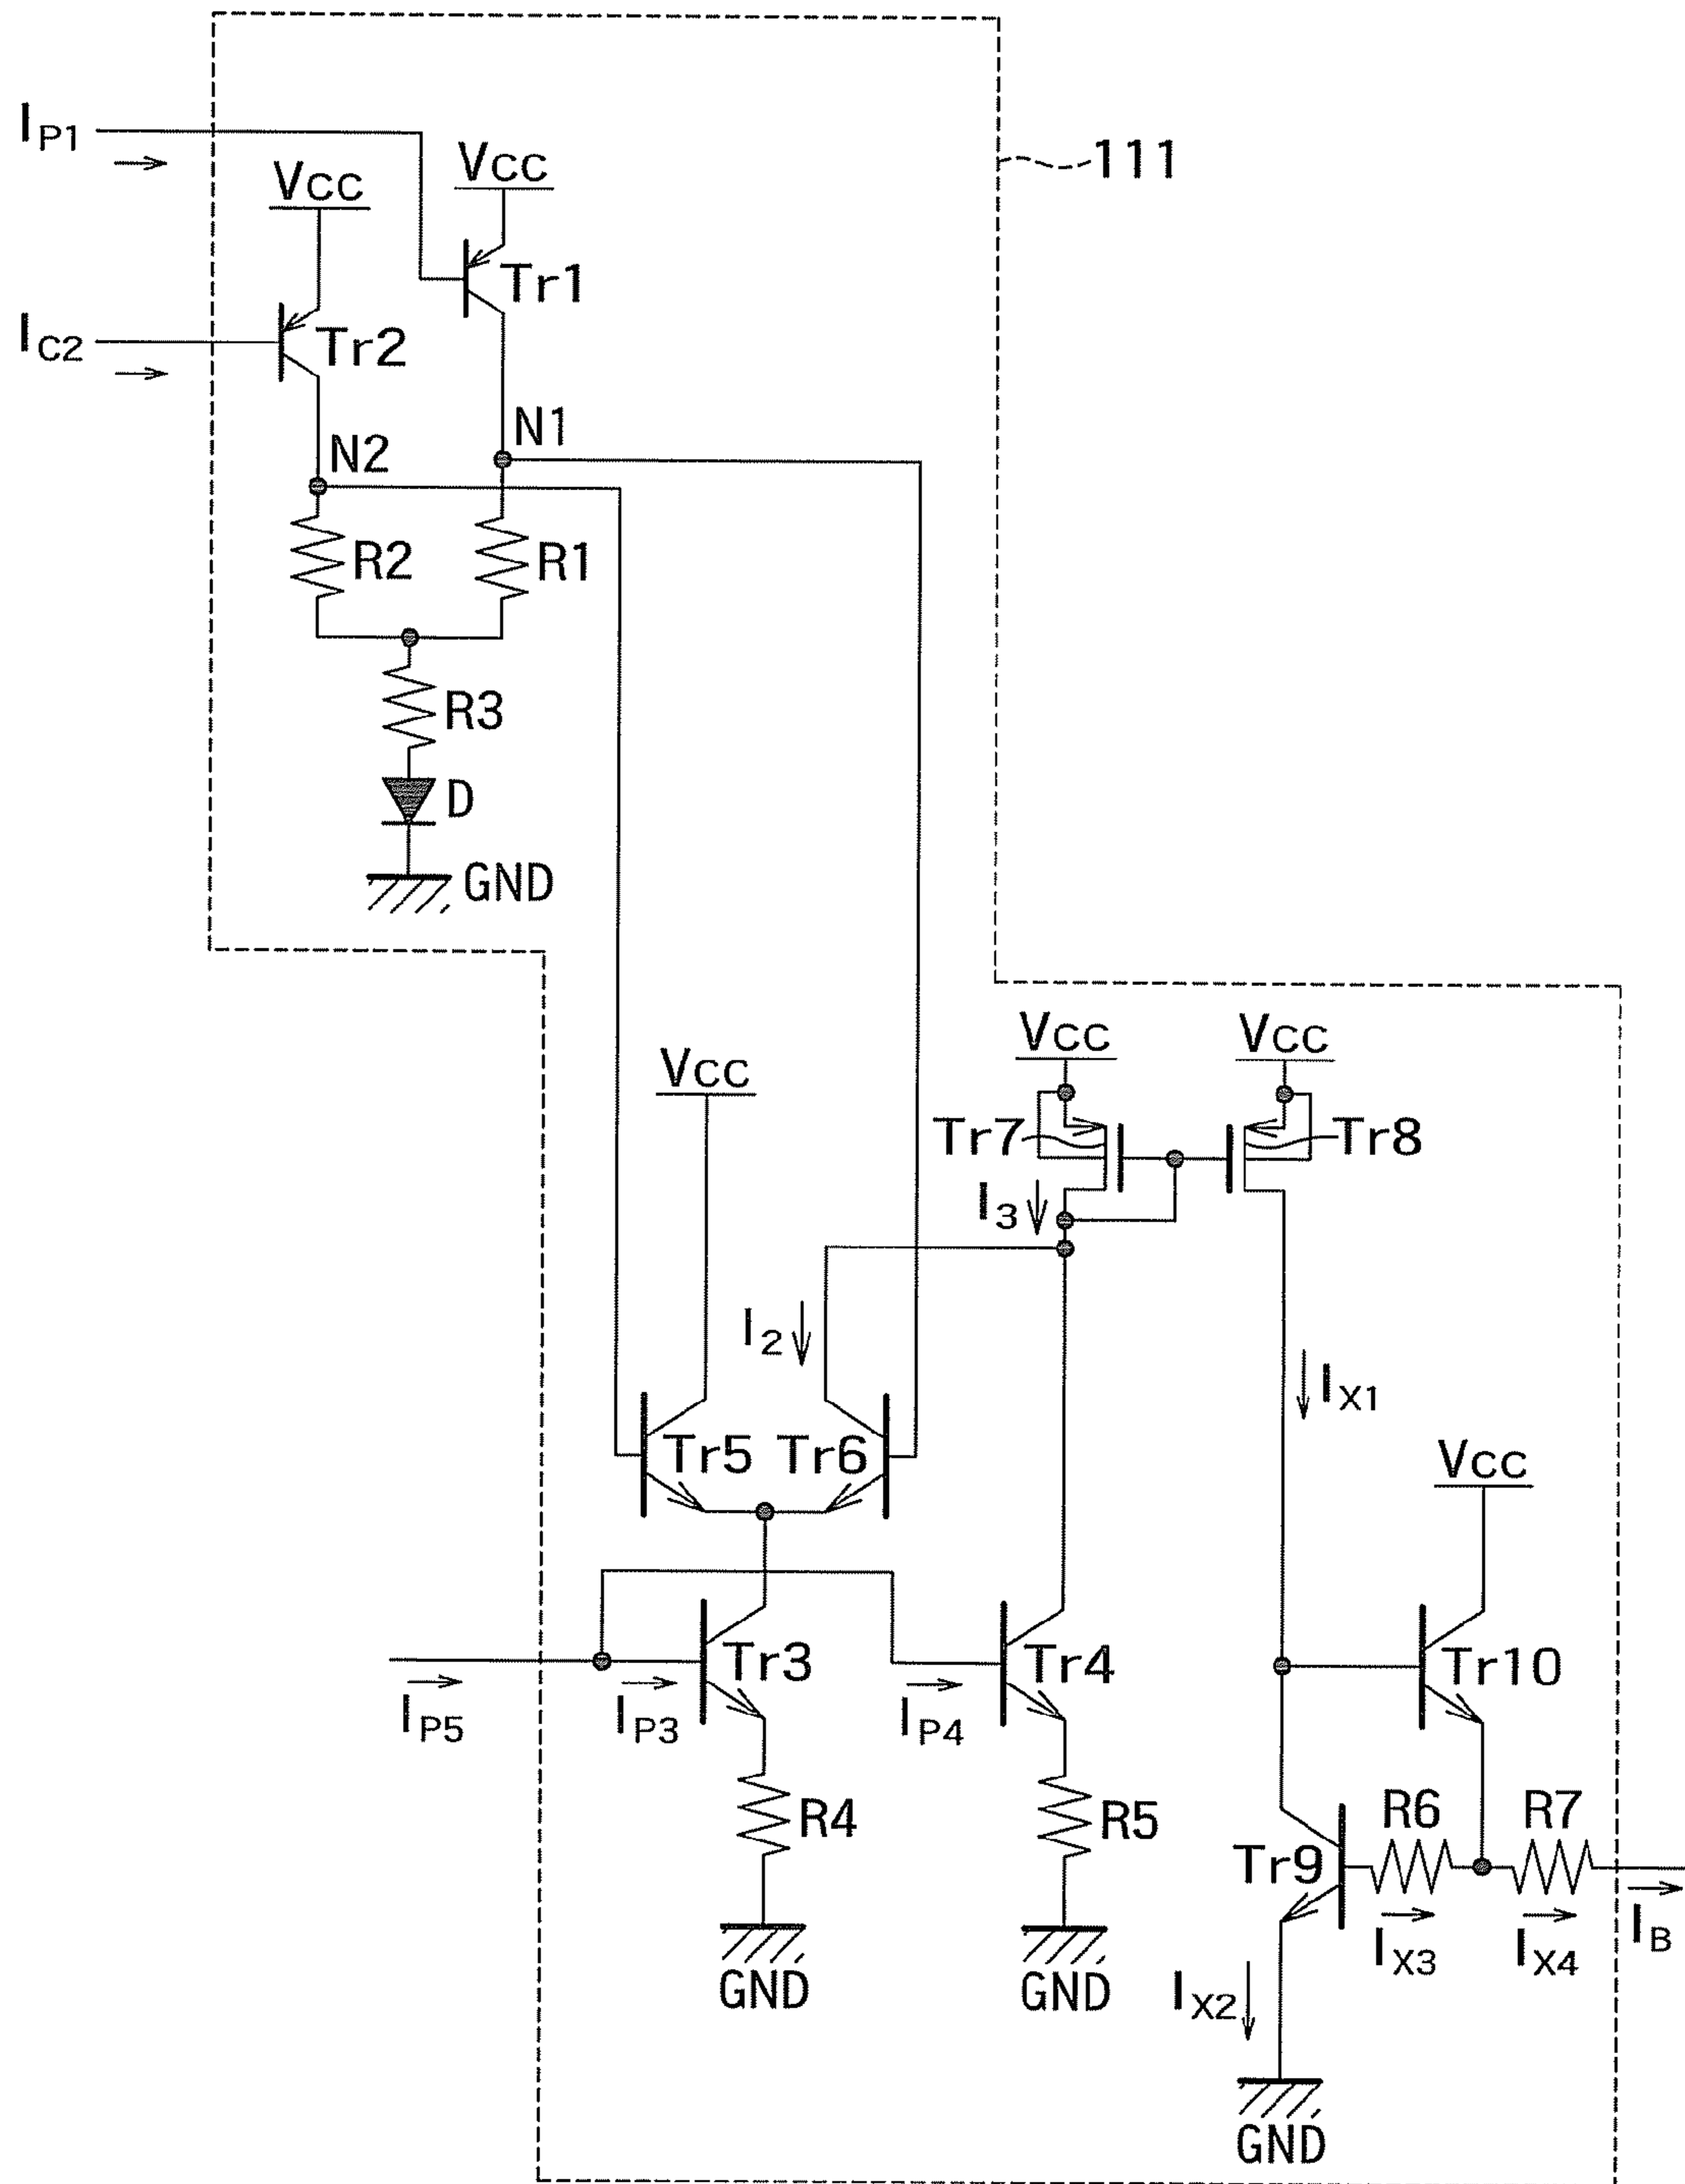 IP1
VCC
VCC
111
Tr1
IC2
Tr2
N1
N2
R2
R1
R3
D
GND
VCC
VCC
VCC
Tr7
Tr8
I3
I2
IX1
Tr5
Tr6
VCC
Tr3
Tr4
Tr10
IP5
IP3
IP4
R4
R5
R6
R7
Tr9
IX3
IX4
IB
GND
GND
IX2
GND